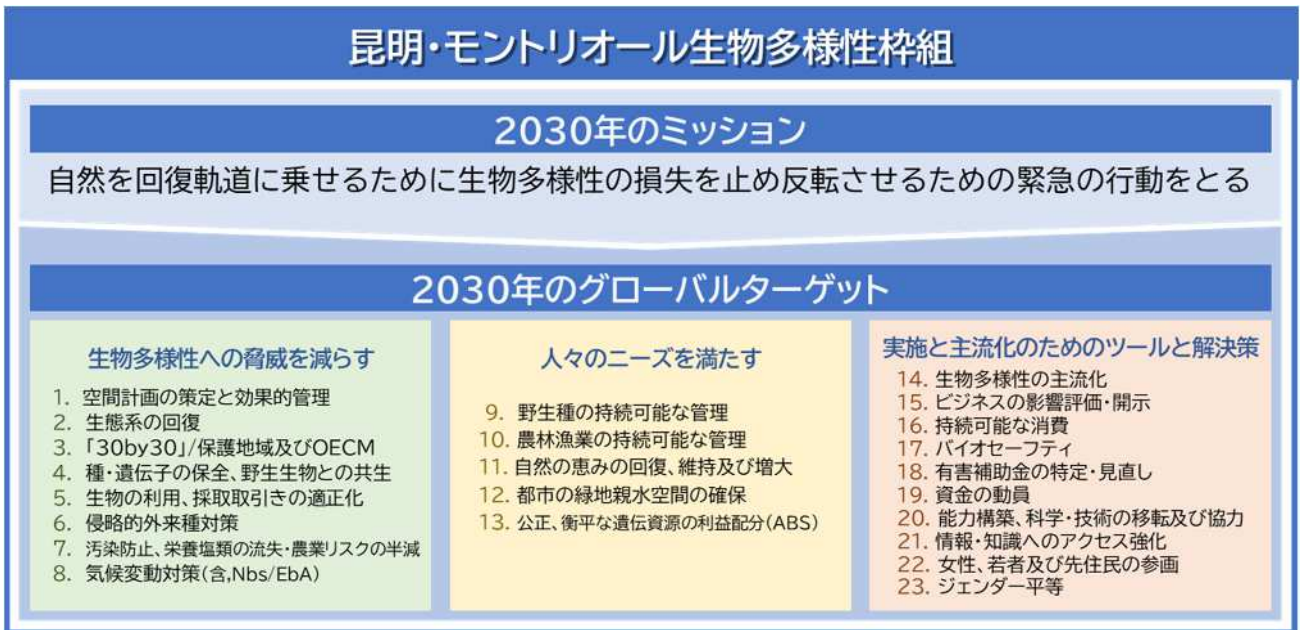 昆明・モントリオール生物多様性枠組
2030年のミッション
自然を回復軌道に乗せるために生物多様性の損失を止め反転させるための緊急の行動をとる
2030年のグローバルターゲット
生物多様性への脅威を減らす
1. 空間計画の策定と効果的管理
2. 生態系の回復
3. 「30by30」/保護地域及びOECM
4. 種・遺伝子の保全、野生生物との共生
5. 生物の利用、採取取引きの適正化
6. 侵略的外来種対策
7. 汚染防止、栄養塩類の流失・農業リスクの半減
8. 気候変動対策(含,Nbs/EbA)
人々のニーズを満たす
9. 野生種の持続可能な管理
10. 農林漁業の持続可能な管理
11. 自然の恵みの回復、維持及び増大
12. 都市の緑地親水空間の確保
13. 公正、衡平な遺伝資源の利益配分(ABS)
実施と主流化のためのツールと解決策
14. 生物多様性の主流化
15. ビジネスの影響評価・開示
16. 持続可能な消費
17. バイオセーフティ
18. 有害補助金の特定・見直し
19. 資金の動員
20. 能力構築、科学・技術の移転及び協力
21. 情報・知識へのアクセス強化
22. 女性、若者及び先住民の参画
23. ジェンダー平等